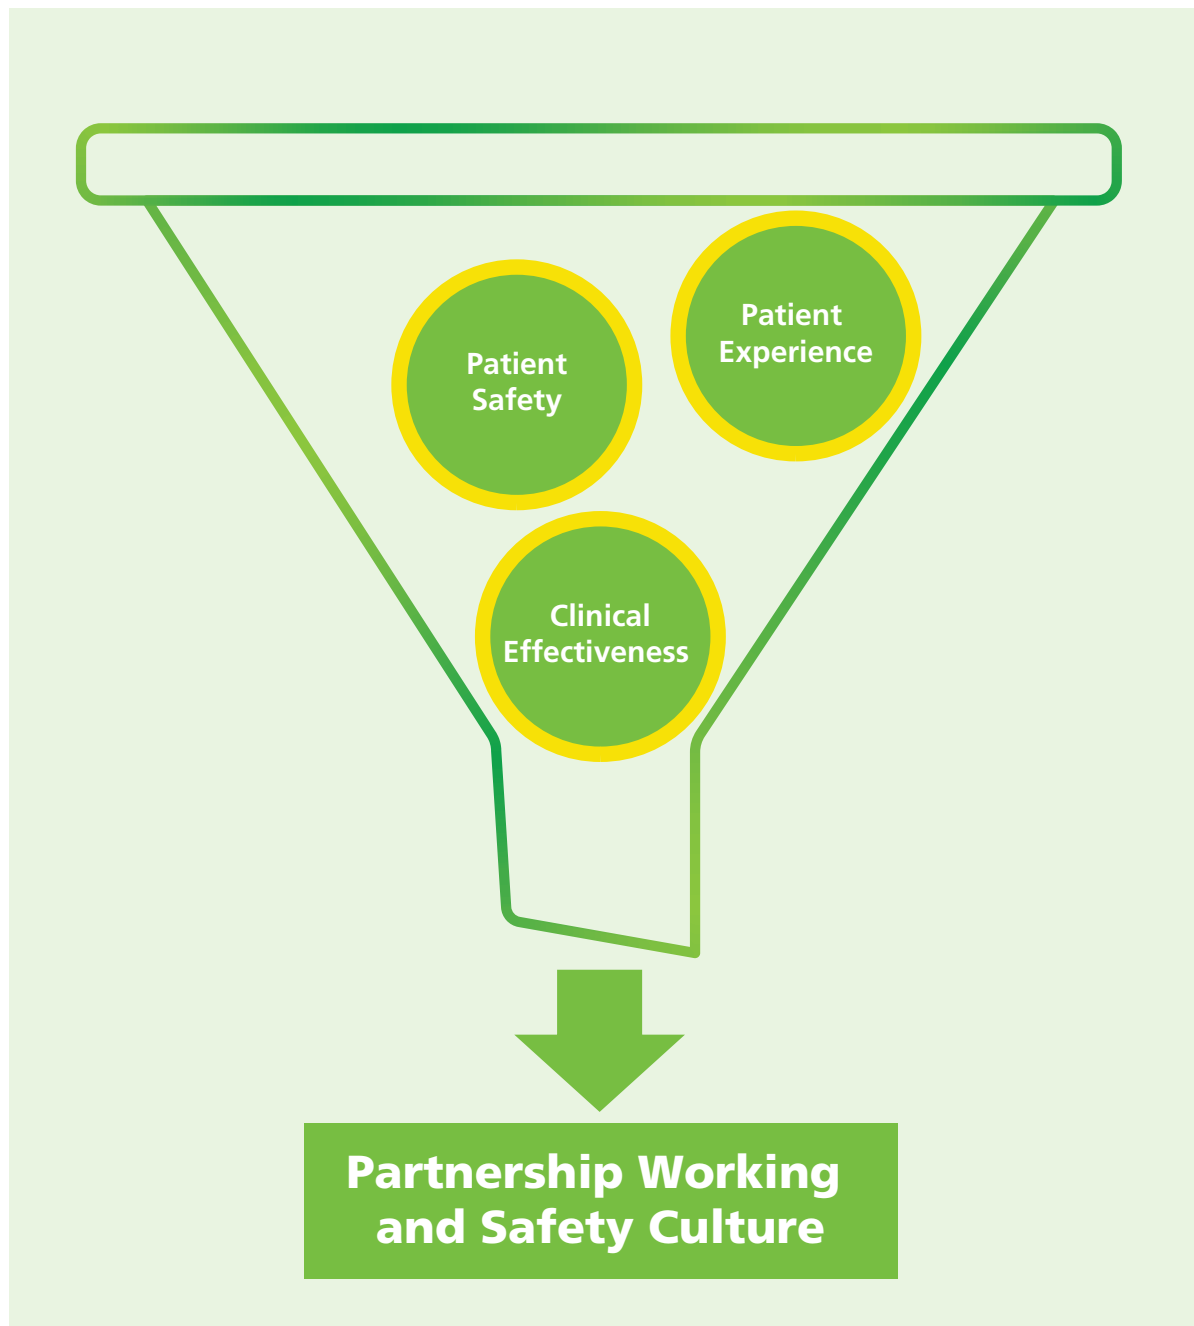 Patient
Safety
Patient
Experience
Clinical
Effectiveness
Partnership Working
and Safety Culture